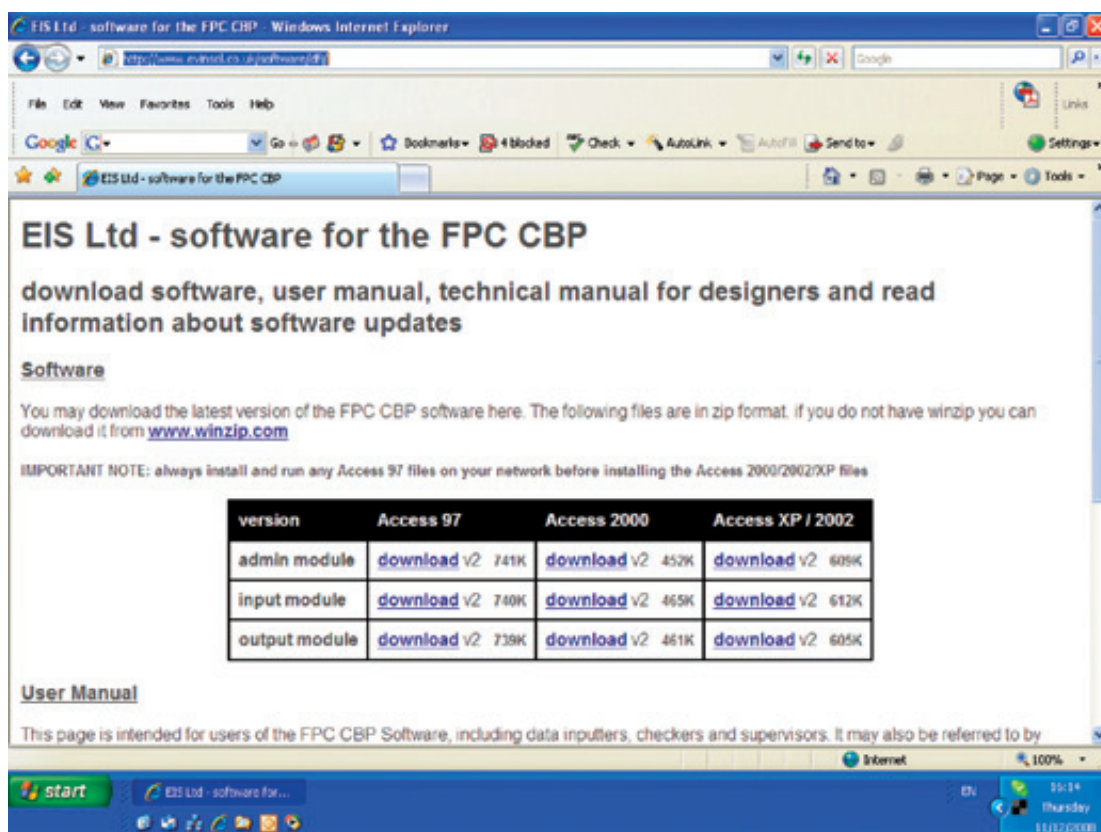 EIS Ltd - software for the FPC CBP - Windows Internet Explorer
Google
File Edit View Favorites Tools Help
Links
Google G Go Bookmarks 4 blocked Check AutoLink AutoFill Send to Settings
EIS Ltd - software for the FPC CBP
Page Tools
EIS Ltd - software for the FPC CBP
download software, user manual, technical manual for designers and read
information about software updates
Software
You may download the latest version of the FPC CBP software here. The following files are in zip format. if you do not have winzip you can
download it from www.winzip.com
IMPORTANT NOTE: always install and run any Access 97 files on your network before installing the Access 2000/2002/XP files
version Access 97 Access 2000 Access XP / 2002
admin module download v2 741K download v2 452K download v2 609K
input module download v2 740K download v2 465K download v2 612K
output module download v2 739K download v2 461K download v2 605K
User Manual
This page is intended for users of the FPC CBP Software, including data inputters, checkers and supervisors. It may also be referred to by
Internet 100%
start EIS Ltd - software for... EN 16:14
Thursday
11/12/2008